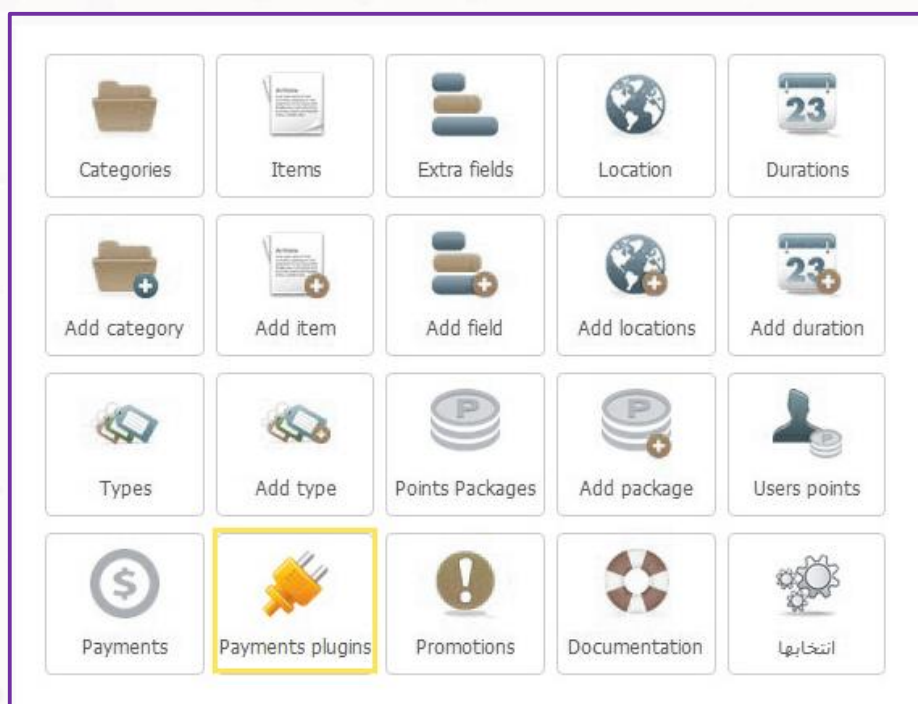 Categories
Items
Extra fields
Location
23
Durations
Add category
Add item
Add field
Add locations
23
Add duration
Types
Add type
P
Points Packages
P
Add package
P
Users points
$
Payments
Payments plugins
!
Promotions
Documentation
انتخابها